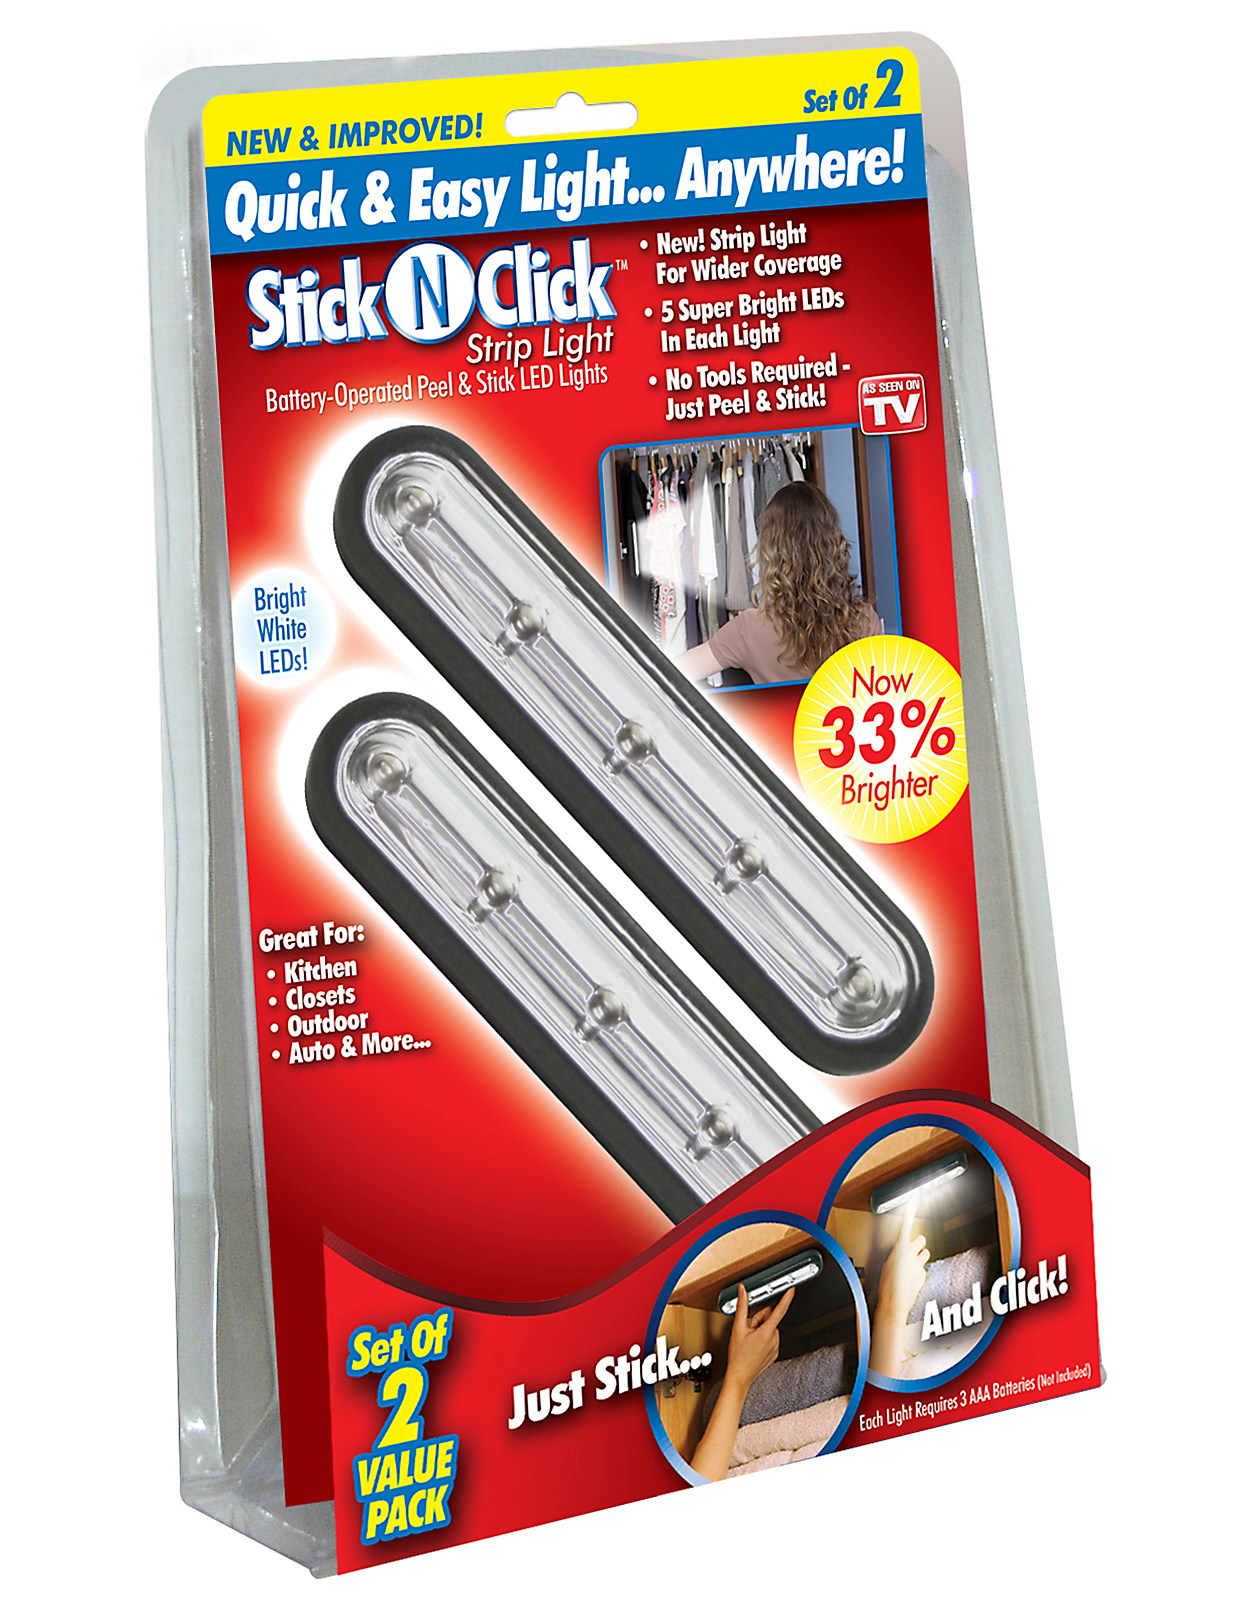 NEW & IMPROVED!
Set Of 2
Quick & Easy Light... Anywhere!
Stick N Click™
Strip Light
Battery-Operated Peel & Stick LED Lights
• New! Strip Light
For Wider Coverage
• 5 Super Bright LEDs
In Each Light
• No Tools Required -
Just Peel & Stick!
AS SEEN ON
TV
Bright
White
LEDs!
Now
33%
Brighter
Great For:
• Kitchen
• Closets
• Outdoor
• Auto & More...
Set Of
2
VALUE
PACK
Just Stick...
And Click!
Each Light Requires 3 AAA Batteries (Not Included)